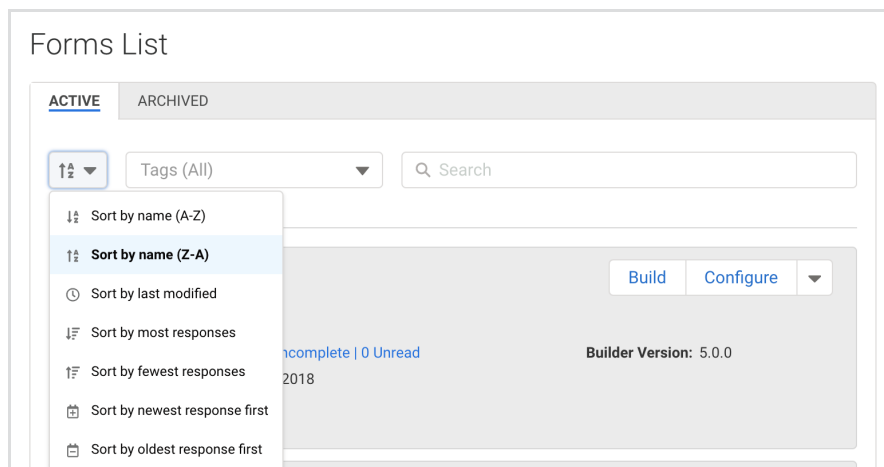 Forms List
ACTIVE ARCHIVED
Tags (All) Search
Sort by name (A-Z)
Sort by name (Z-A)
Build Configure
Sort by last modified
Sort by most responses
ncomplete | 0 Unread Builder Version: 5.0.0
Sort by fewest responses
2018
Sort by newest response first
Sort by oldest response first